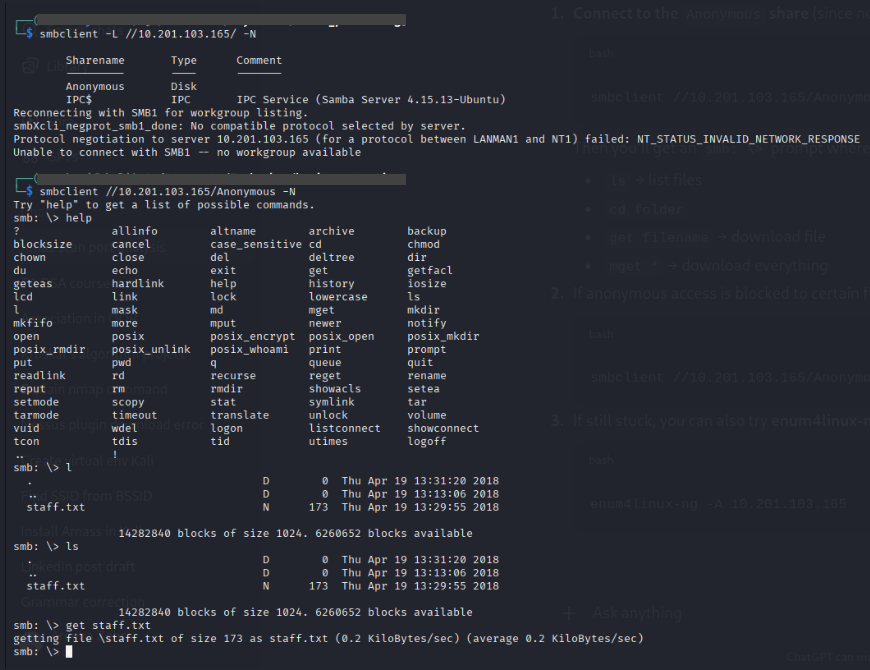 $ smbclient -L //10.201.103.165/ -N
Sharename Type Comment
Anonymous Disk
IPC$ IPC IPC Service (Samba Server 4.15.13-Ubuntu)
Reconnecting with SMB1 for workgroup listing.
smbXcli_negprot_smb1_done: No compatible protocol selected by server.
Protocol negotiation to server 10.201.103.165 (for a protocol between LANMAN1 and NT1) failed: NT_STATUS_INVALID_NETWORK_RESPONSE
Unable to connect with SMB1 -- no workgroup available
$ smbclient //10.201.103.165/Anonymous -N
Try "help" to get a list of possible commands.
smb: \> help
? allinfo altname archive backup
blocksize cancel case_sensitive cd chmod
chown close del deltree dir
du echo exit get getfacl
geteas hardlink help history iosize
lcd link lock lowercase ls
l mask md mget mkdir
mkfifo more mput newer notify
open posix posix_encrypt posix_open posix_mkdir
posix_rmdir posix_unlink posix_whoami print prompt
put pwd q queue quit
readlink rd recurse reget rename
reput rm rmdir showacls setea
setmode scopy stat symlink tar
tarmode timeout translate unlock volume
vuid wdel logon listconnect showconnect
tcon tdis tid utimes logoff
.. !
smb: \> l
. D 0 Thu Apr 19 13:31:20 2018
.. D 0 Thu Apr 19 13:13:06 2018
staff.txt N 173 Thu Apr 19 13:29:55 2018
14282840 blocks of size 1024. 6260652 blocks available
smb: \> ls
. D 0 Thu Apr 19 13:31:20 2018
.. D 0 Thu Apr 19 13:13:06 2018
staff.txt N 173 Thu Apr 19 13:29:55 2018
14282840 blocks of size 1024. 6260652 blocks available
smb: \> get staff.txt
getting file \staff.txt of size 173 as staff.txt (0.2 KiloBytes/sec) (average 0.2 KiloBytes/sec)
smb: \>
1. Connect to the Anonymous share (since
bash
smbclient //10.201.103.165/Anonymo
ls → list files
cd folder
get filename → download file
mget * → download everything
2. If anonymous access is blocked to certain
bash
smbclient //10.201.103.165/Anonymo
3. If still stuck, you can also try enum4linux-n
bash
enum4linux-ng -A 10.201.103.165
Ask anything